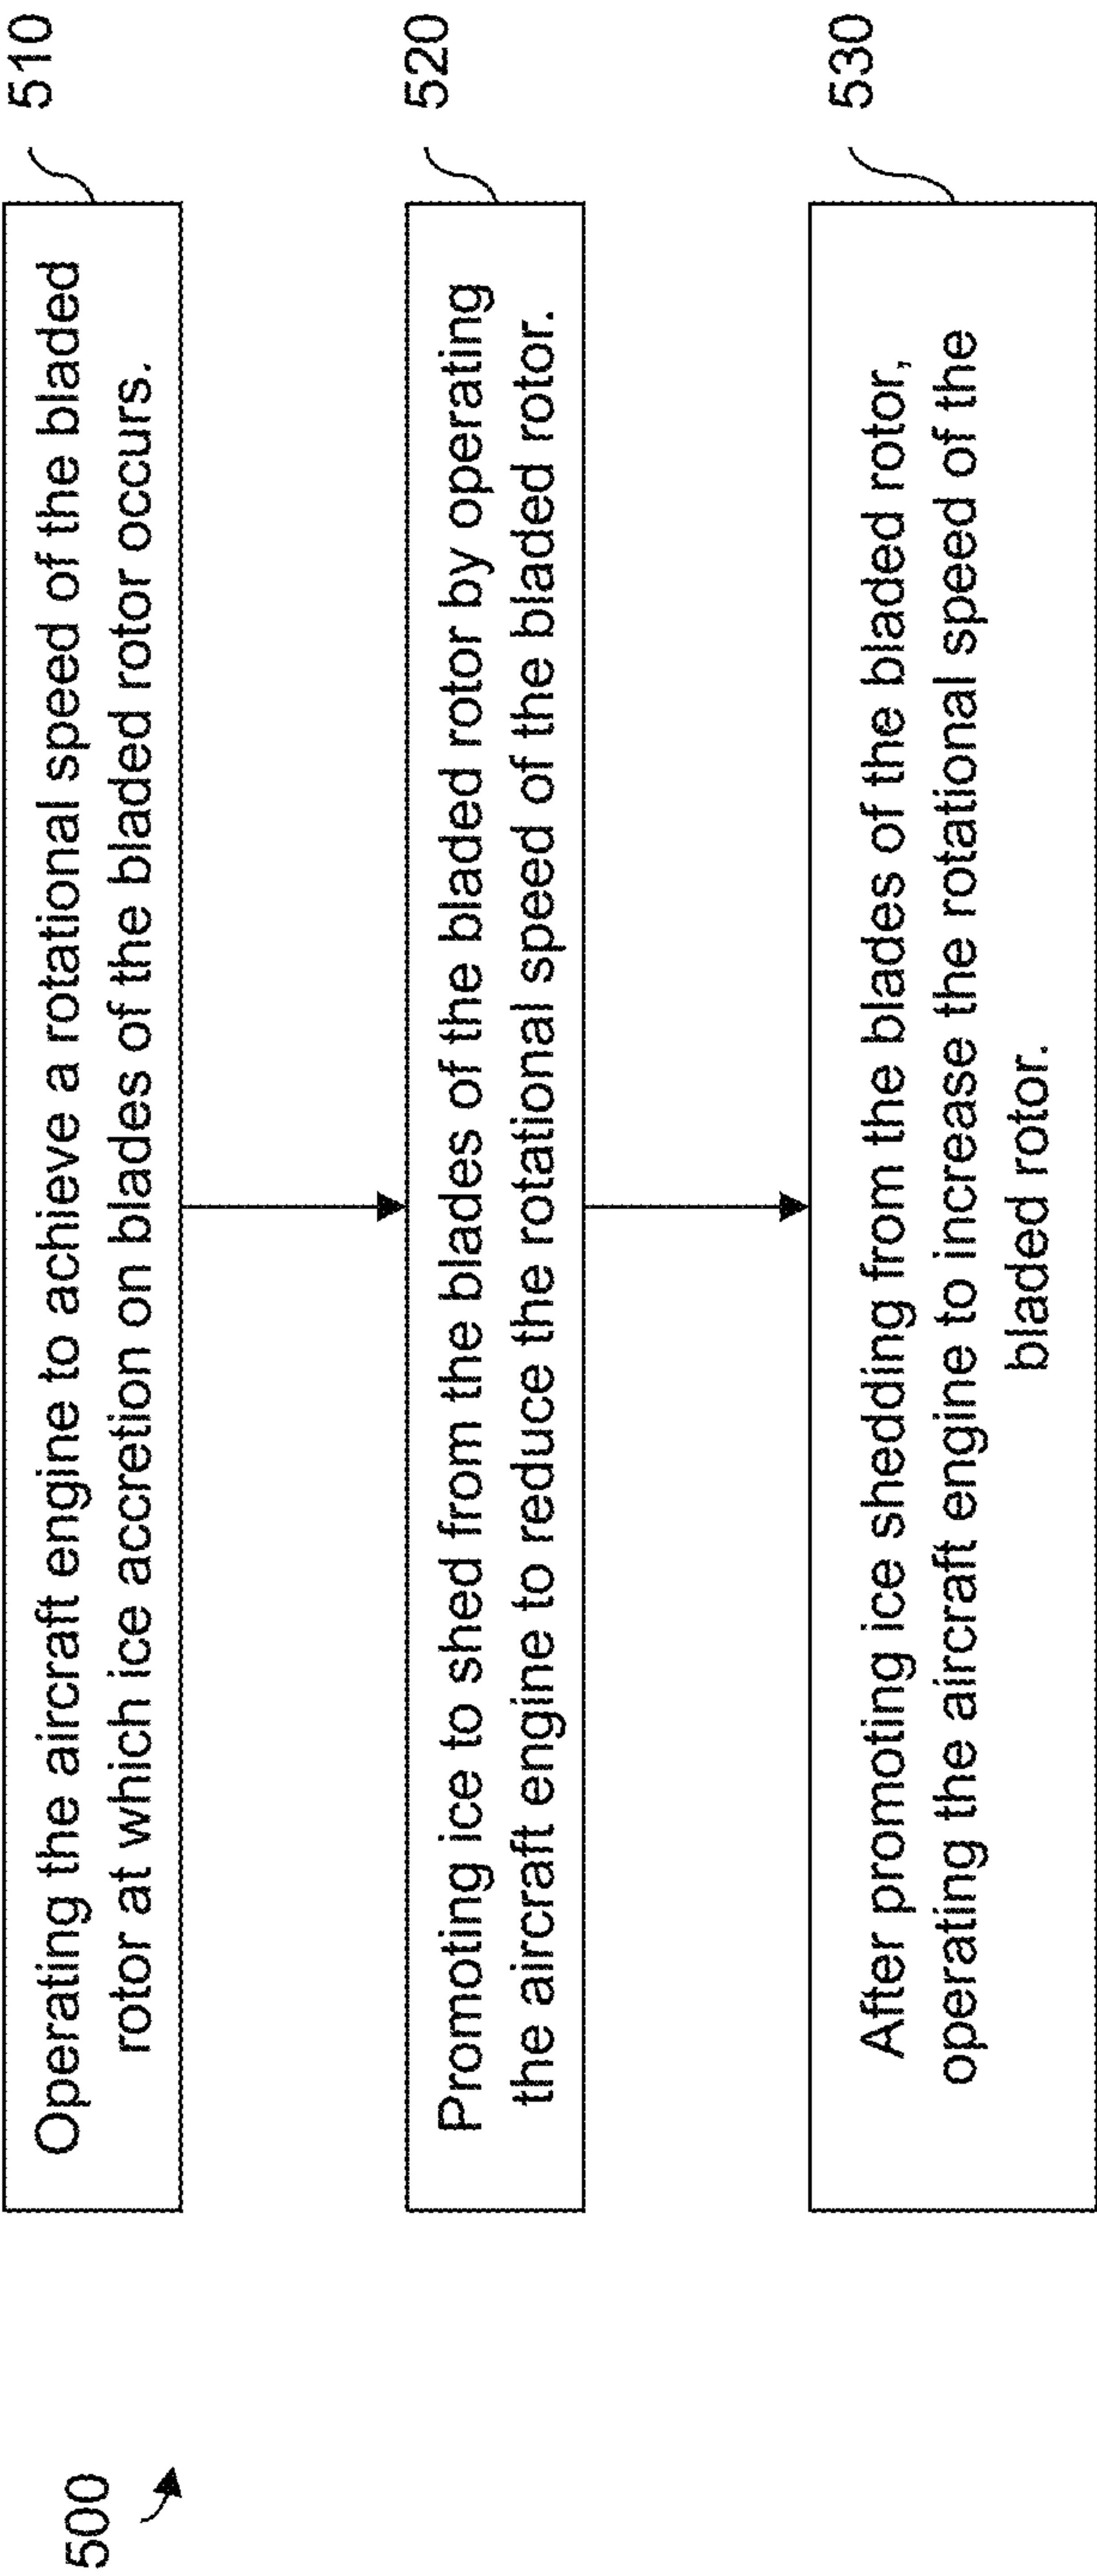 500
Operating the aircraft engine to achieve a rotational speed of the bladed
rotor at which ice accretion on blades of the bladed rotor occurs.
510
Promoting ice to shed from the blades of the bladed rotor by operating
the aircraft engine to reduce the rotational speed of the bladed rotor.
520
After promoting ice shedding from the blades of the bladed rotor,
operating the aircraft engine to increase the rotational speed of the
bladed rotor.
530